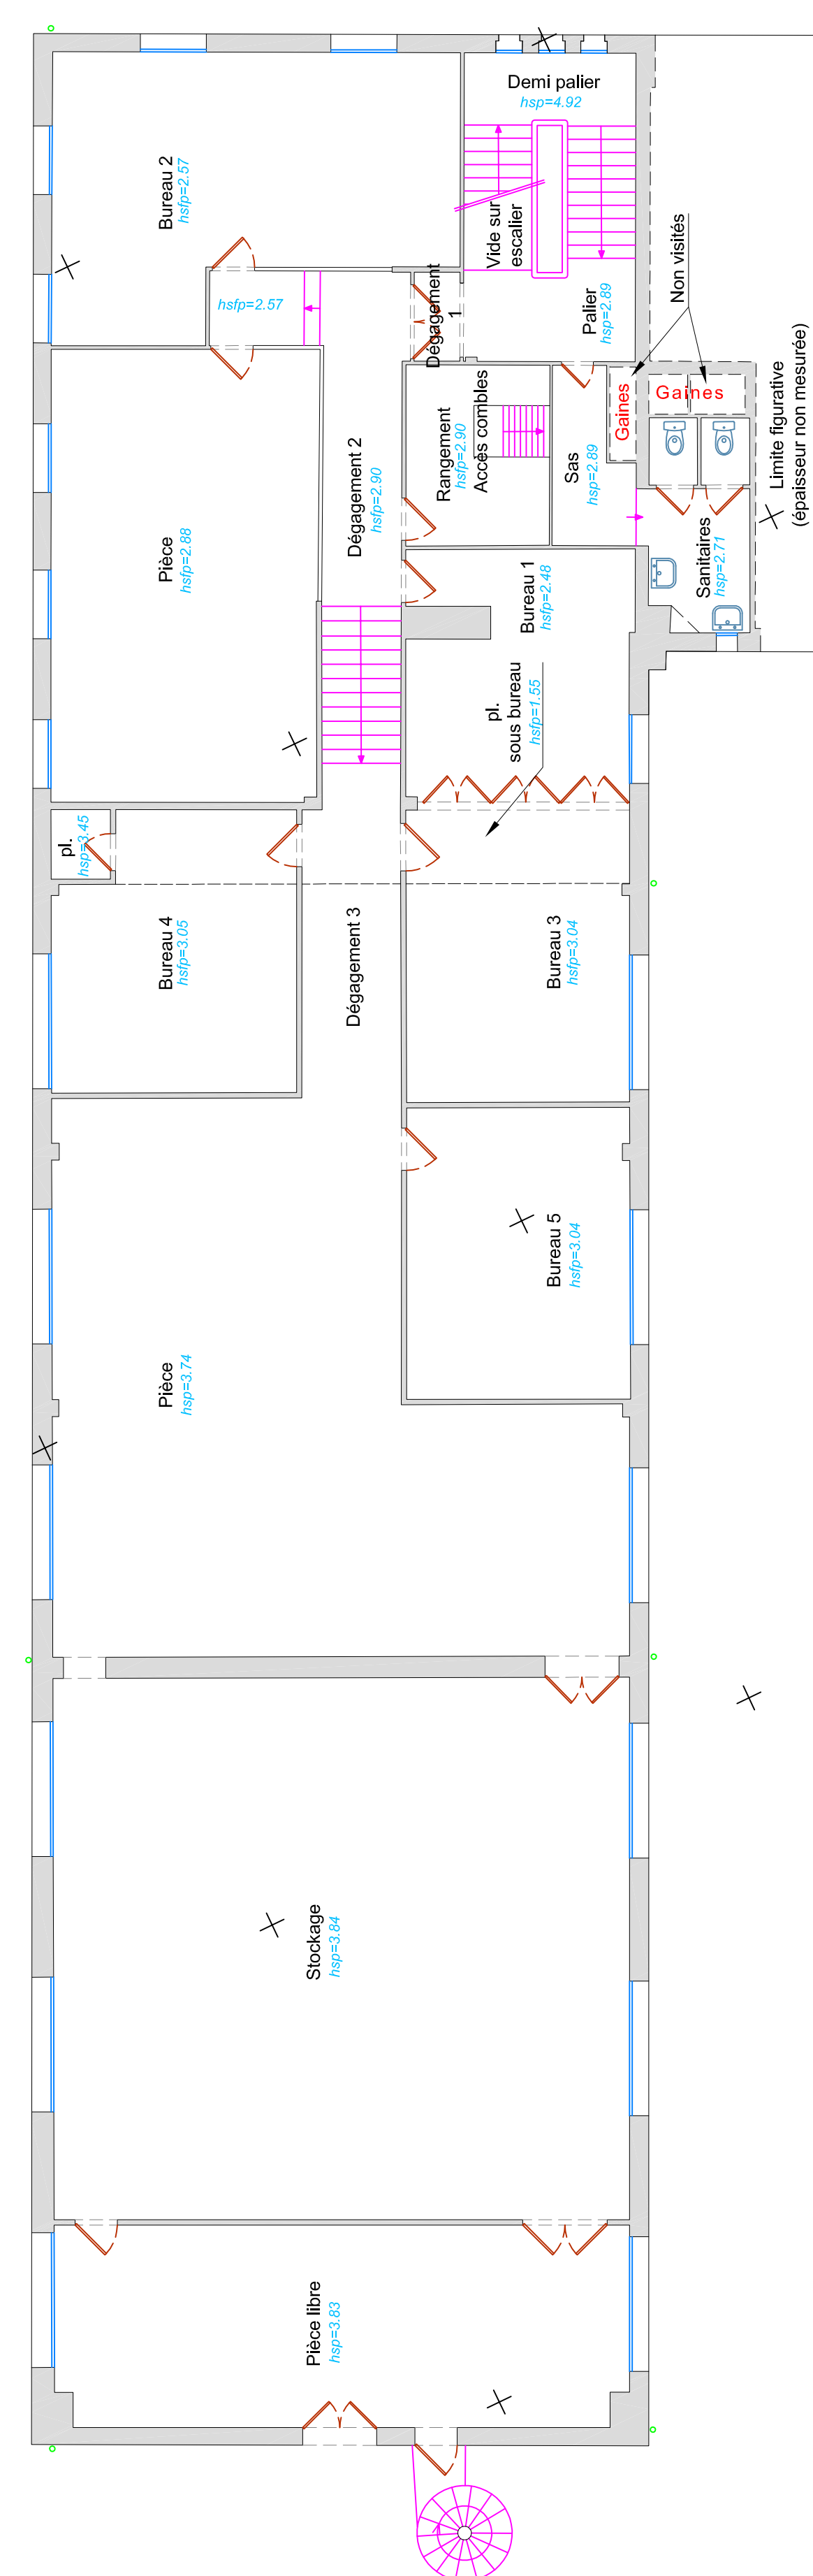 Demi palier
hsp=4.92
Bureau 2
hsfp=2.57
Vide sur
escalier
Non visités
hsfp=2.57
Dégagement
1
Palier
hsp=2.89
Limite figurative
(épaisseur non mesurée)
Gaines
Gaines
Rangement
hsfp=2.90
Accès combles
Dégagement 2
hsfp=2.90
Sas
hsp=2.89
Pièce
hsfp=2.88
Sanitaires
hsp=2.71
Bureau 1
hsfp=2.48
pl.
sous bureau
hsfp=1.55
pl.
hsp=3.45
Bureau 4
hsfp=3.05
Dégagement 3
Bureau 3
hsfp=3.04
Bureau 5
hsfp=3.04
Pièce
hsp=3.74
Stockage
hsp=3.84
Pièce libre
hsp=3.83